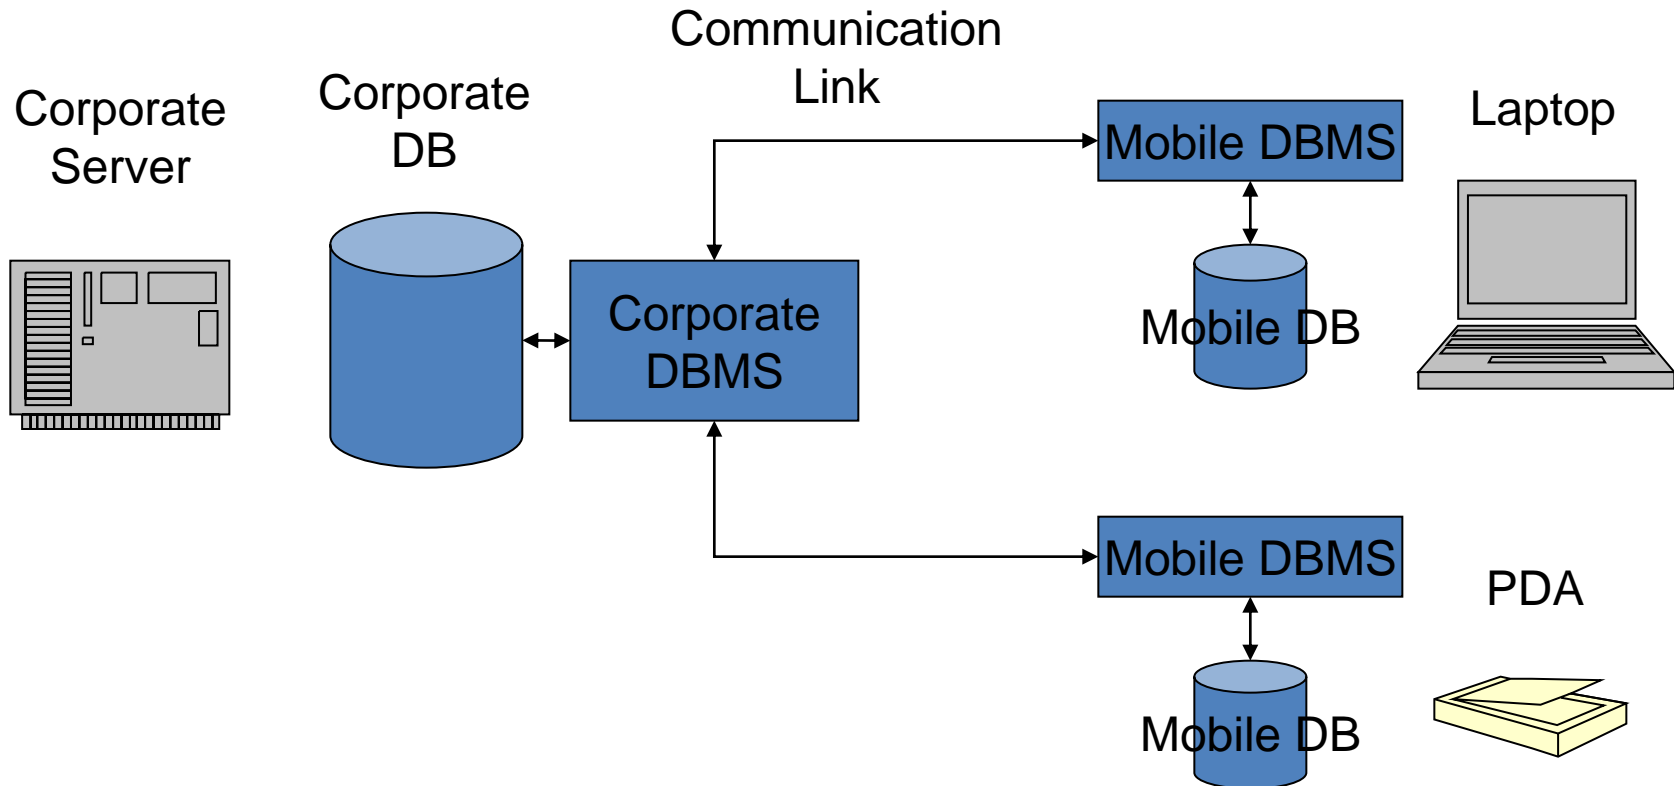 Communication
Link
Corporate
Server
Corporate
DB
Mobile DBMS
Laptop
Mobile DB
Corporate
DBMS
Mobile DBMS
PDA
Mobile DB